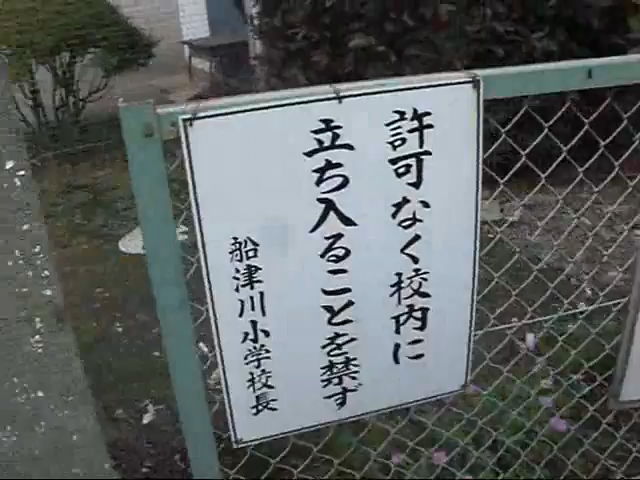 許可なく校内に
立ち入ることを禁ず
船津川小学校長